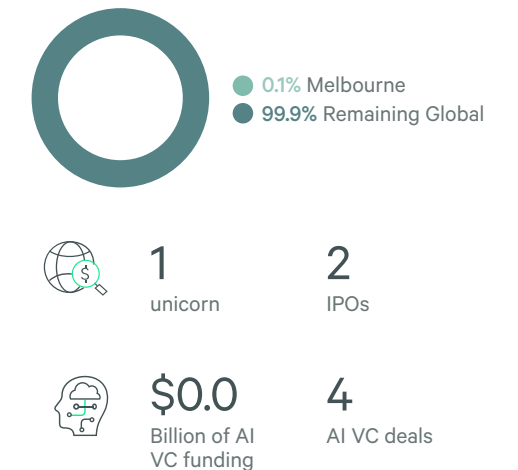 0.1% Melbourne
99.9% Remaining Global
$
1
unicorn
2
IPOs
$0.0
Billion of AI
VC funding
4
AI VC deals